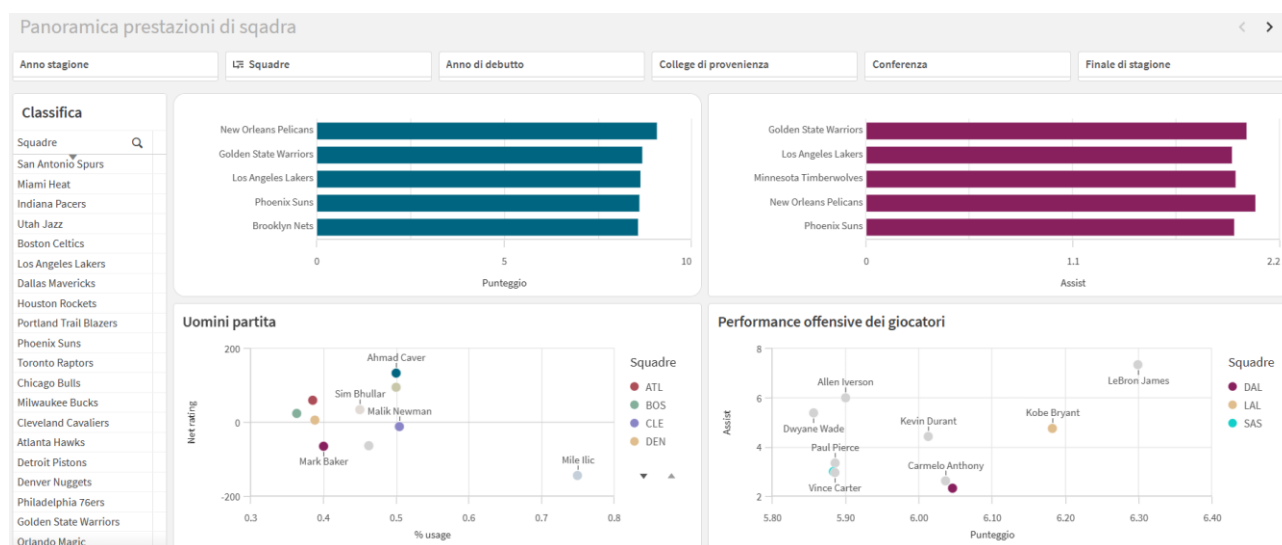 Panoramica prestazioni di sqadra
Anno stagione
Squadre
Anno di debutto
College di provenienza
Conferenza
Finale di stagione
Classifica
Squadre
San Antonio Spurs
Miami Heat
Indiana Pacers
Utah Jazz
Boston Celtics
Los Angeles Lakers
Dallas Mavericks
Houston Rockets
Portland Trail Blazers
Phoenix Suns
Toronto Raptors
Chicago Bulls
Milwaukee Bucks
Cleveland Cavaliers
Atlanta Hawks
Detroit Pistons
Denver Nuggets
Philadelphia 76ers
Golden State Warriors
Orlando Magic
New Orleans Pelicans
Golden State Warriors
Los Angeles Lakers
Phoenix Suns
Brooklyn Nets
0 5 10
Punteggio
Golden State Warriors
Los Angeles Lakers
Minnesota Timberwolves
New Orleans Pelicans
Phoenix Suns
0 1.1 2.2
Assist
Uomini partita
200
0
-200
Net rating
Ahmad Caver
Sim Bhullar
Malik Newman
Mark Baker
Mile Ilic
0.3 0.4 0.5 0.6 0.7 0.8
% usage
Squadre
ATL
BOS
CLE
DEN
Performance offensive dei giocatori
8
6
4
2
Assist
LeBron James
Allen Iverson
Kobe Bryant
Dwyane Wade
Kevin Durant
Paul Pierce
Carmelo Anthony
Vince Carter
5.80 5.90 6.00 6.10 6.20 6.30 6.40
Punteggio
Squadre
DAL
LAL
SAS